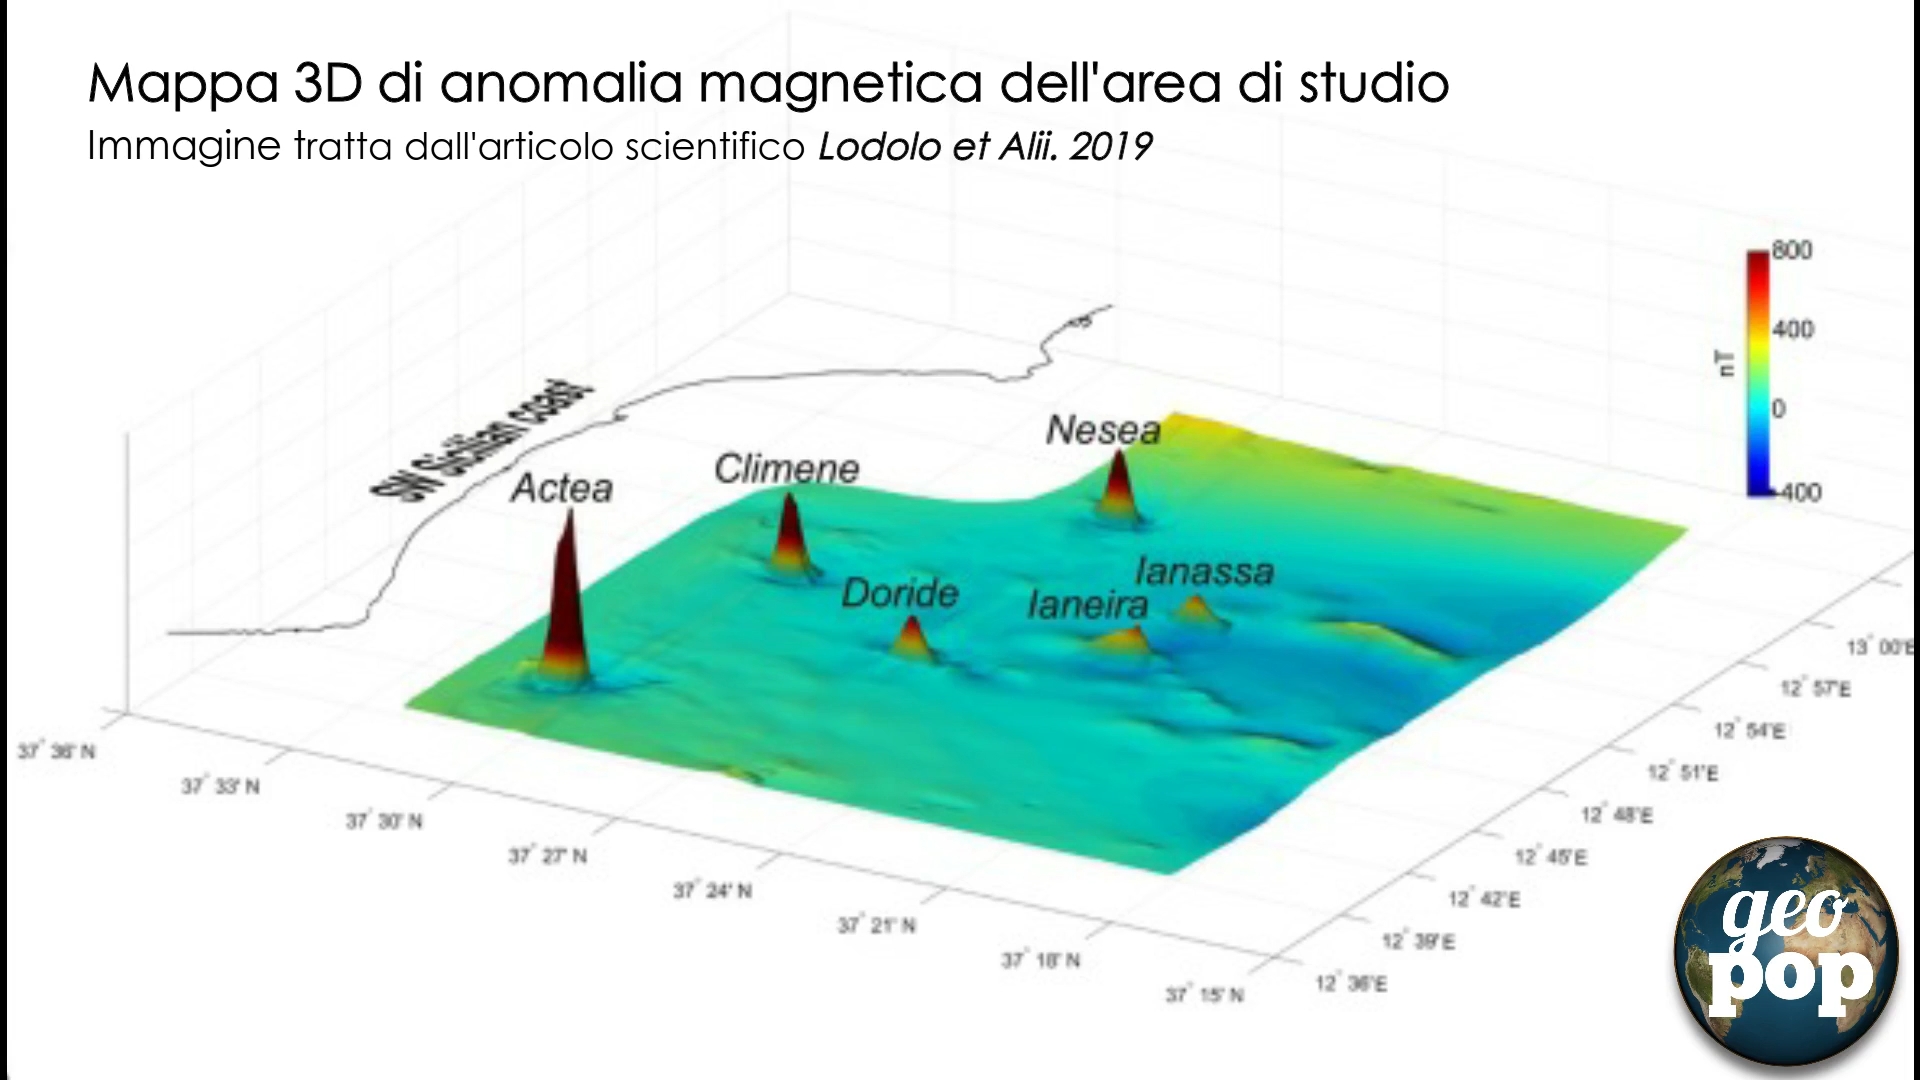 Mappa 3D di anomalia magnetica dell'area di studio
Immagine tratta dall'articolo scientifico Lodolo et Alii. 2019
800
400
nT
0
-400
SW Sicilian coast
Nesea
Climene
Actea
Ianassa
Doride
Ianeira
13° 00'E
12° 57'E
12° 54'E
12° 51'E
12° 48'E
12° 45'E
12° 42'E
12° 39'E
12° 36'E
37° 36' N
37° 33' N
37° 30' N
37° 27' N
37° 24' N
37° 21' N
37° 18' N
37° 15' N
geo
pop